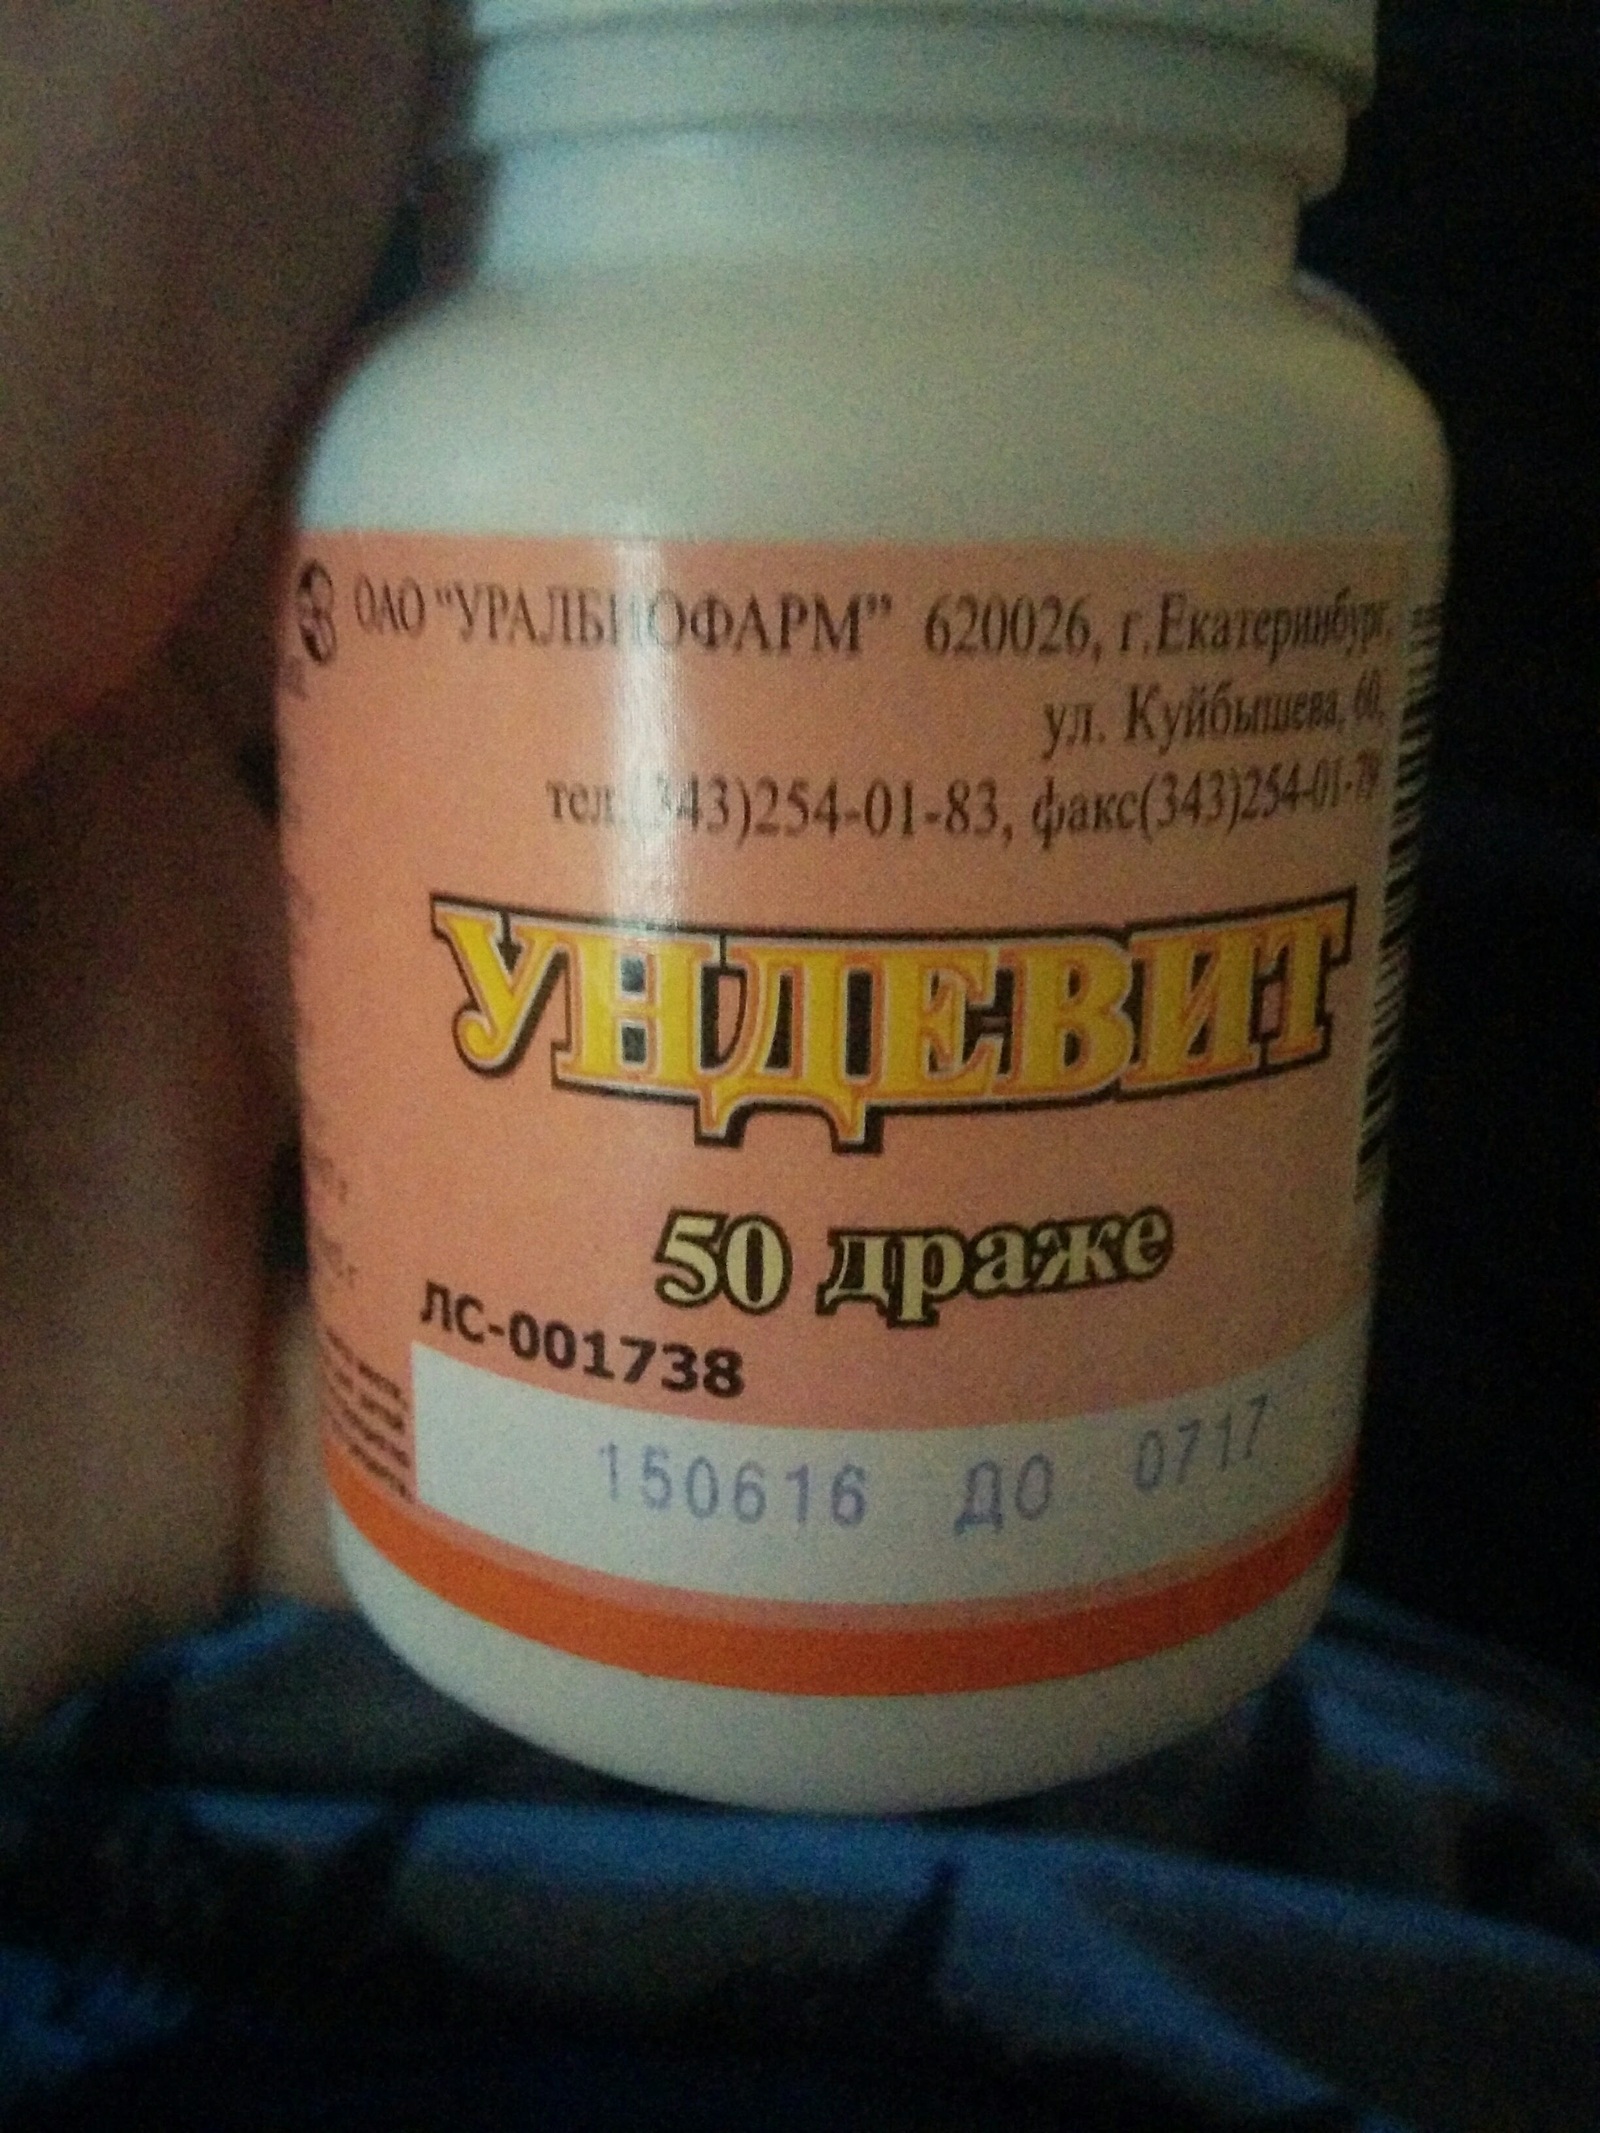 ОАО "УРАЛБИОФАРМ" 620026, г.Екатеринбург,
ул. Куйбышева, 60,
тел.(343)254-01-83, факс(343)254-01-79
УНДЕВИТ
50 драже
ЛС-001738
150616 ДО 0717